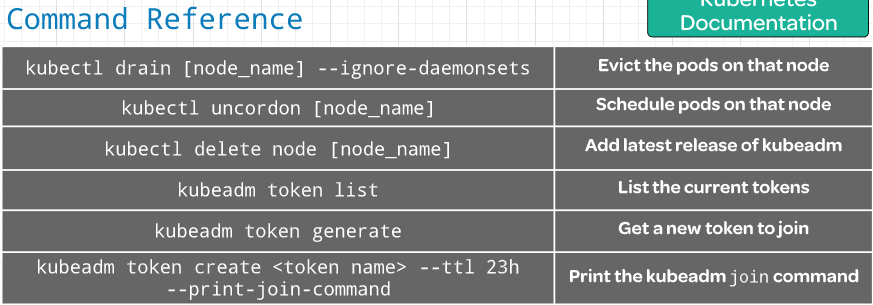 Kubernetes
Command Reference
Documentation
kubectl drain [node_name] --ignore-daemonsets
Evict the pods on that node
kubectl uncordon [node_name]
Schedule pods on that node
kubectl delete node [node_name]
Add latest release of kubeadm
kubeadm token list
List the current tokens
kubeadm token generate
Get a new token to join
kubeadm token create <token name> --ttl 23h
--print-join-command
Print the kubeadm join command